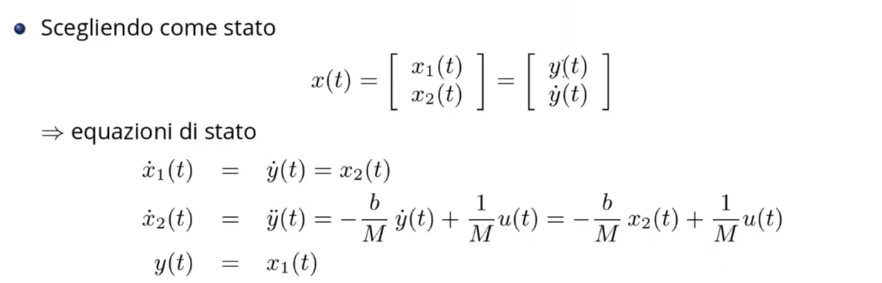 Scegliendo come stato
x(t) = [ x₁(t) x₂(t) ] = [ y(t) ẏ(t) ]
⇒ equazioni di stato
ẋ₁(t) = ẏ(t) = x₂(t)
ẋ₂(t) = ÿ(t) = −b/M ẏ(t) + 1/M u(t) = −b/M x₂(t) + 1/M u(t)
y(t) = x₁(t)